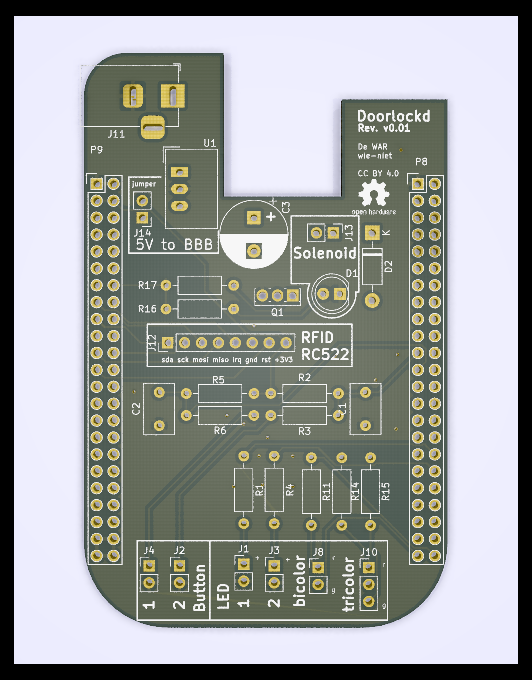 Doorlockd
Rev. v0.01
De WAR
wie-niet
CC BY 4.0
open hardware
J11
P9
U1
P8
jumper
J14
5V to BBB
+
C3
+
J13
K
Solenoid
D1
D2
R17
R16
Q1
J12
RFID
RC522
sda sck mosi miso irq gnd rst +3V3
R5
R2
C2
C1
R6
R3
R1
R4
R11
R14
R15
J4
J2
J1
+
J3
+
J8
r
J10
r
g
g
1
2
Button
LED
1
2
bicolor
tricolor